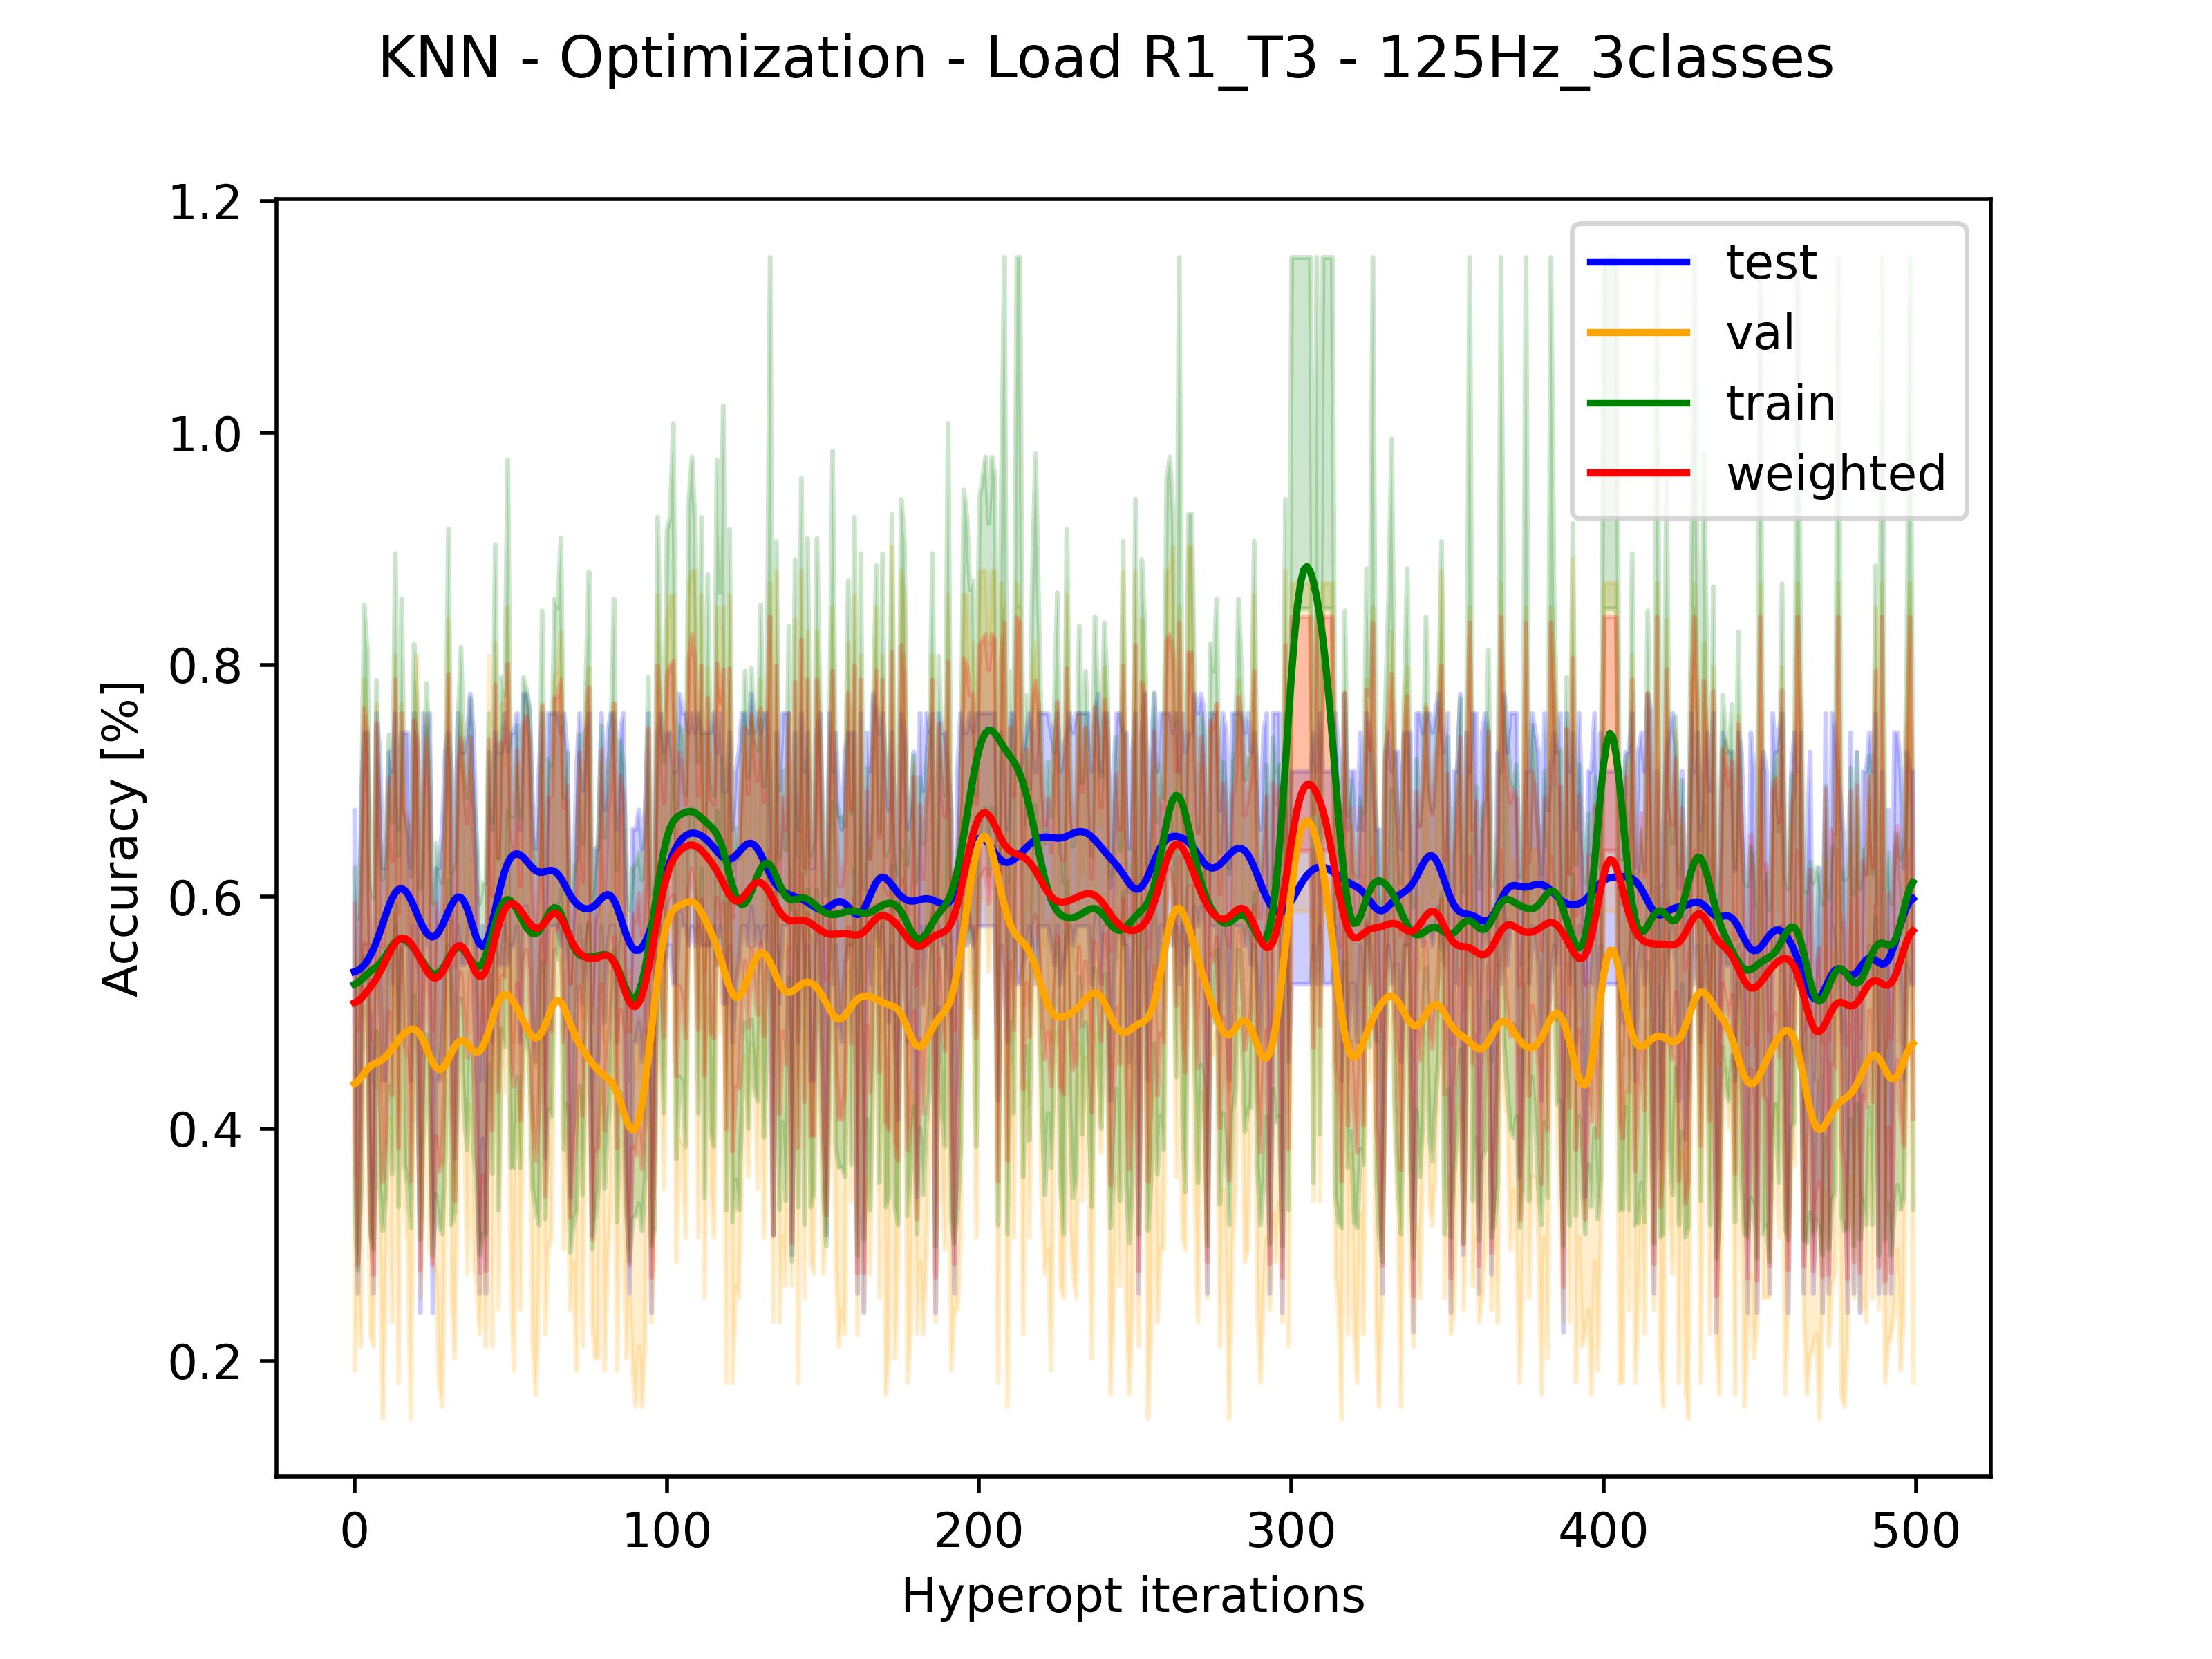 KNN - Optimization - Load R1_T3 - 125Hz_3classes
1.2
1.0
0.8
0.6
0.4
0.2
Accuracy [%]
test
val
train
weighted
0 100 200 300 400 500
Hyperopt iterations